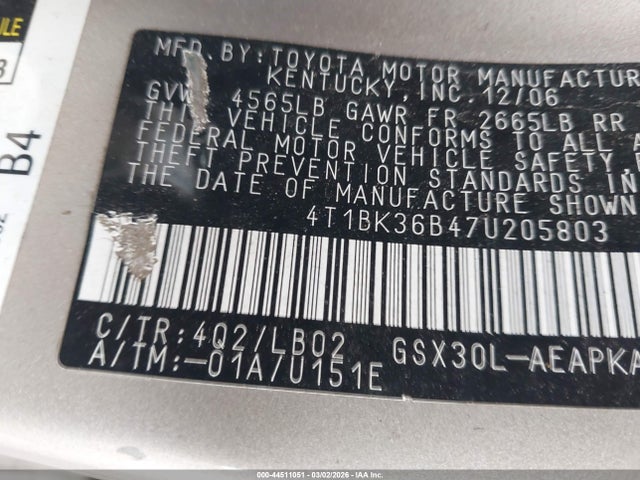 MFD. BY: TOYOTA MOTOR MANUFACTUR
KENTUCKY, INC. 12/06
GVW 4565LB GAWR FR 2665LB RR
THIS VEHICLE CONFORMS TO ALL A
FEDERAL MOTOR VEHICLE SAFETY,
THEFT PREVENTION STANDARDS IN
THE DATE OF MANUFACTURE SHOWN
4T1BK36B47U205803
C/TR: 4Q2/LB02 GSX30L-AEAPKA
A/TM:-01A/U151E
B4
000-44511051 - 03/02/2026 - IAA Inc.